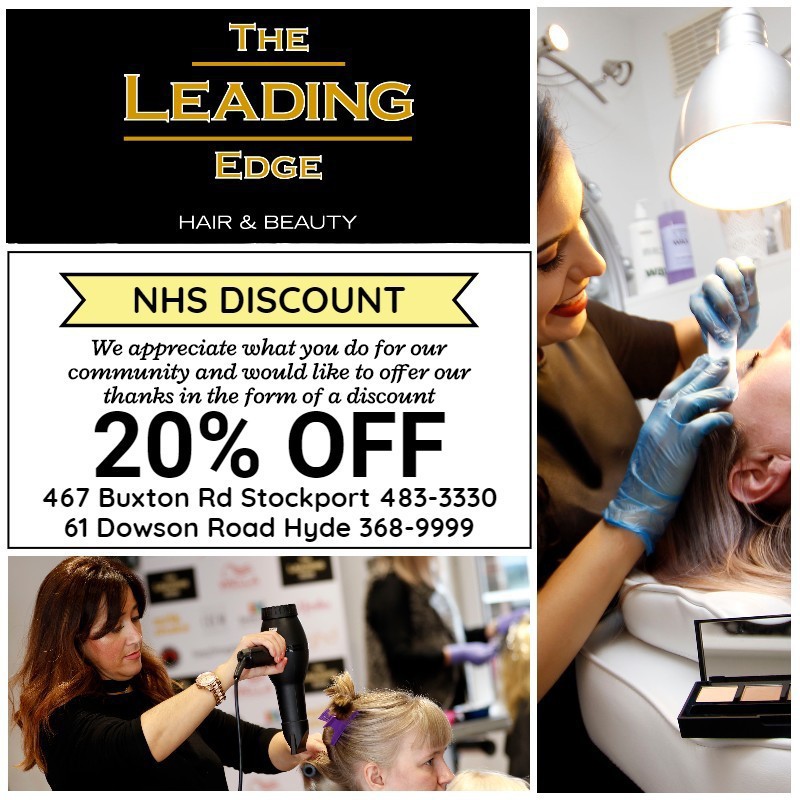 THE
LEADING
EDGE
HAIR & BEAUTY
NHS DISCOUNT
We appreciate what you do for our
community and would like to offer our
thanks in the form of a discount
20% OFF
467 Buxton Rd Stockport 483-3330
61 Dowson Road Hyde 368-9999